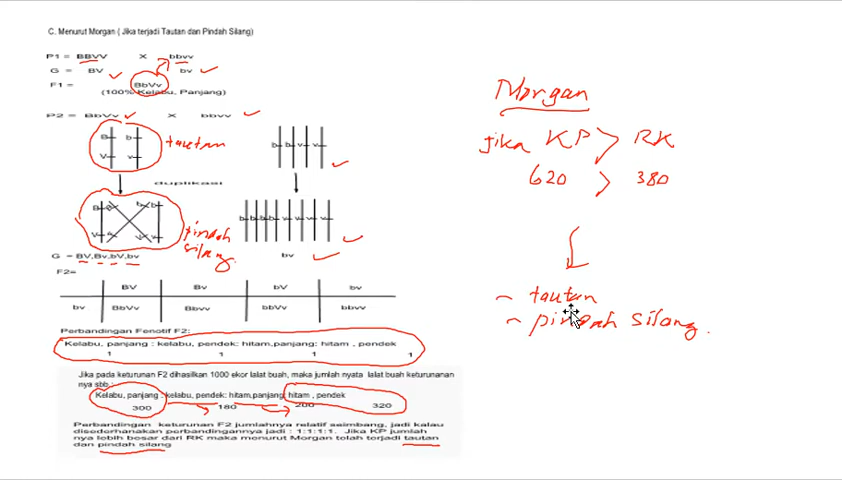 C. Menurut Morgan ( Jika terjadi Tautan dan Pindah Silang)
P1 = BBVV X bbvv
G = BV bv
F1 = BbVv
(100% Kelabu, Panjang)
P2 = BbVv X bbvv
B b
V v
tautan
b b v v
duplikasi
pindah
silang
G = BV,Bv,bV,bv bv
F2=
BV Bv bV bv
bv BbVv Bbvv bbVv bbvv
Perbandingan Fenotif F2:
Kelabu, panjang : kelabu, pendek: hitam,panjang: hitam , pendek
1 1 1 1
Jika pada keturunan F2 dihasilkan 1000 ekor lalat buah, maka jumlah nyata lalat buah keturunanan
nya sbb.:
Kelabu, panjang : kelabu, pendek: hitam,panjang: hitam , pendek
300 180 200 320
Perbandingan keturunan F2 jumlahnya relatif seimbang, jadi kalau
disederhanakan perbandingannya jadi : 1:1:1:1. Jika KP jumlah
nya lebih besar dari RK maka menurut Morgan telah terjadi tautan
dan pindah silang
Morgan
jika KP > RK
620 > 380
- tautan
- pindah silang.